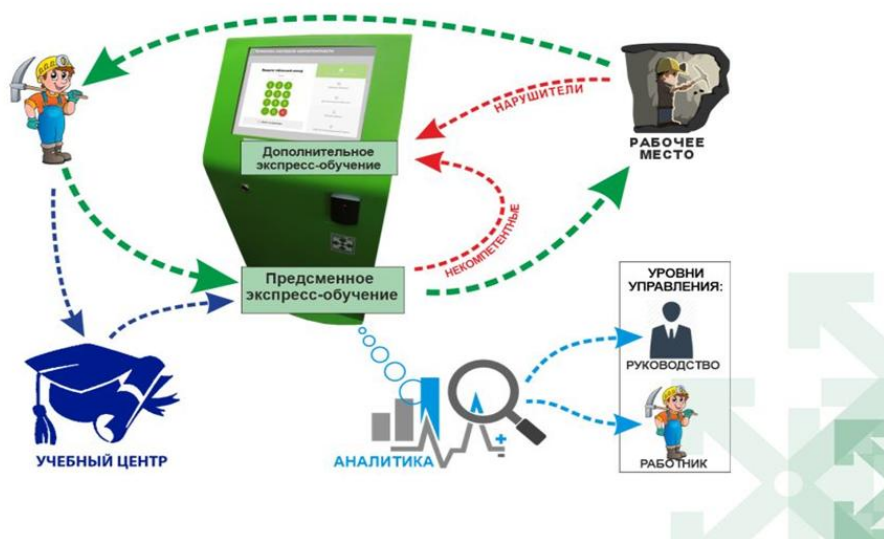 НАРУШИТЕЛИ
РАБОЧЕЕ
МЕСТО
Дополнительное
экспресс-обучение
НЕКОМПЕТЕНТНЫЕ
Предсменное
экспресс-обучение
УРОВНИ
УПРАВЛЕНИЯ:
РУКОВОДСТВО
РАБОТНИК
УЧЕБНЫЙ ЦЕНТР
АНАЛИТИКА